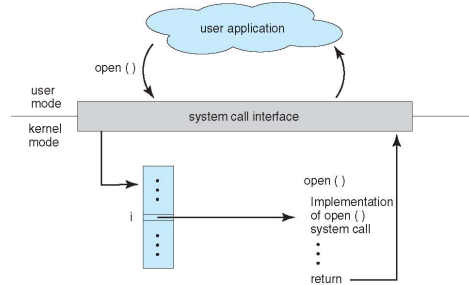 user application
open ( )
user
mode
system call interface
kernel
mode
i
open ( )
Implementation
of open ( )
system call
return